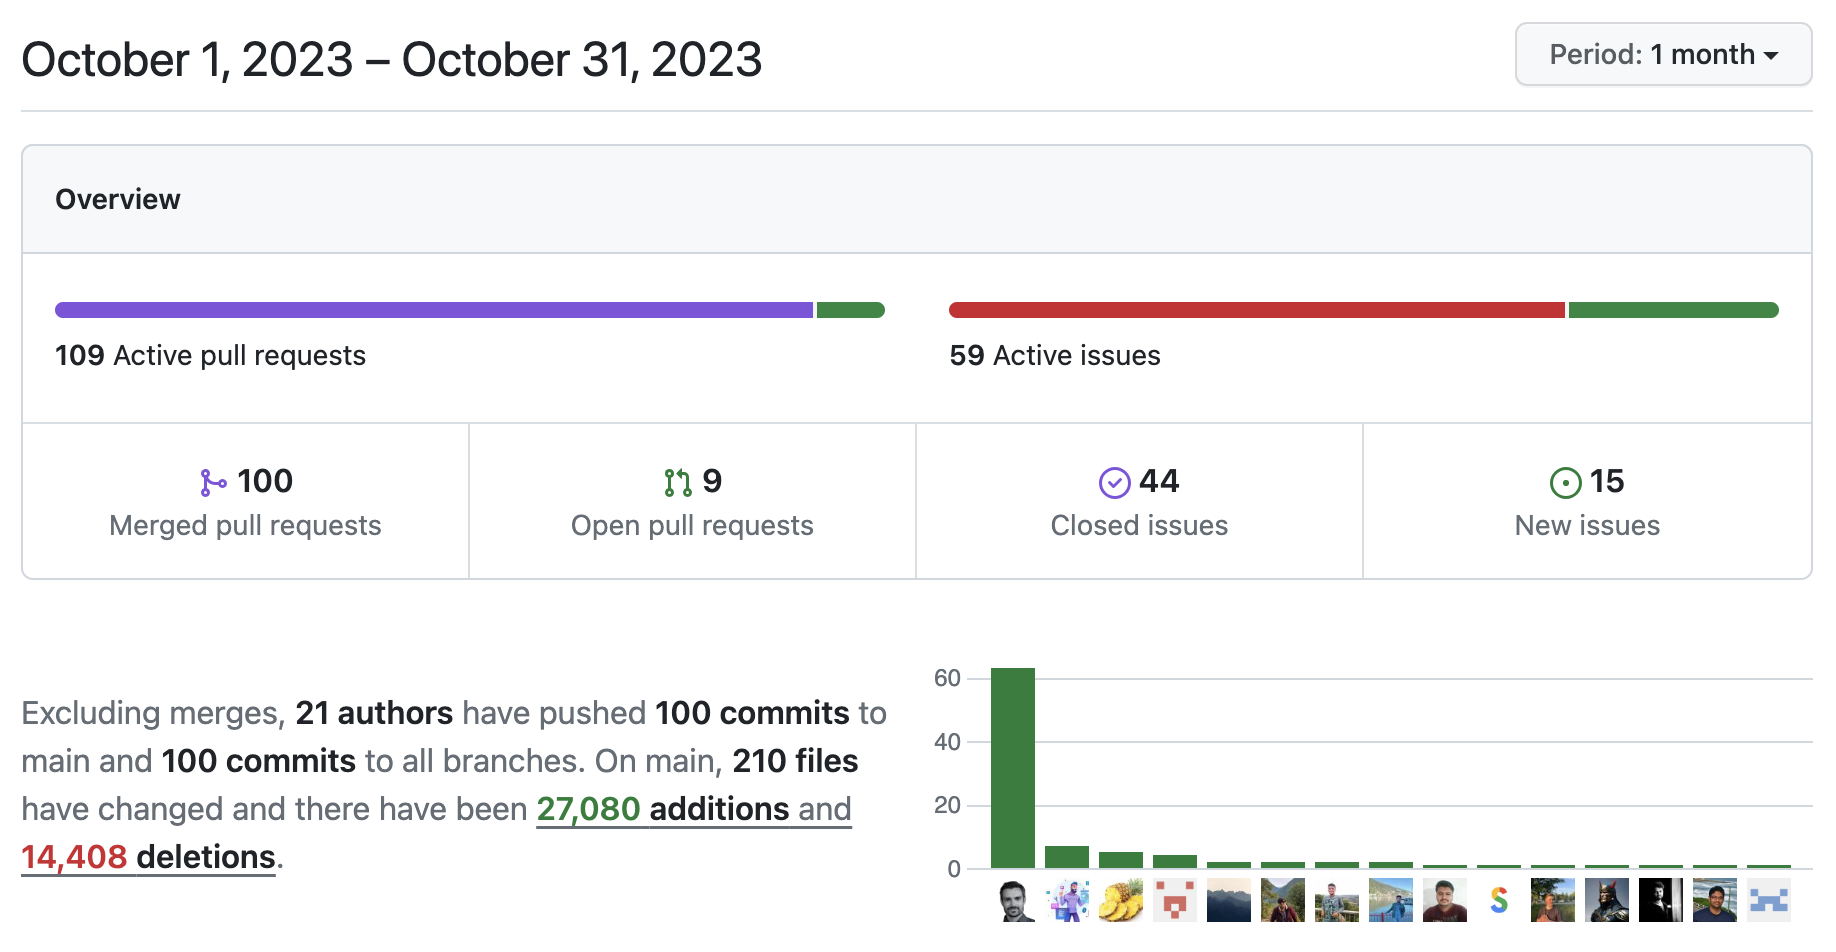 October 1, 2023 – October 31, 2023
Period: 1 month
Overview
109 Active pull requests
59 Active issues
100
Merged pull requests
9
Open pull requests
44
Closed issues
15
New issues
Excluding merges, 21 authors have pushed 100 commits to
main and 100 commits to all branches. On main, 210 files
have changed and there have been 27,080 additions and
14,408 deletions.
60
40
20
0